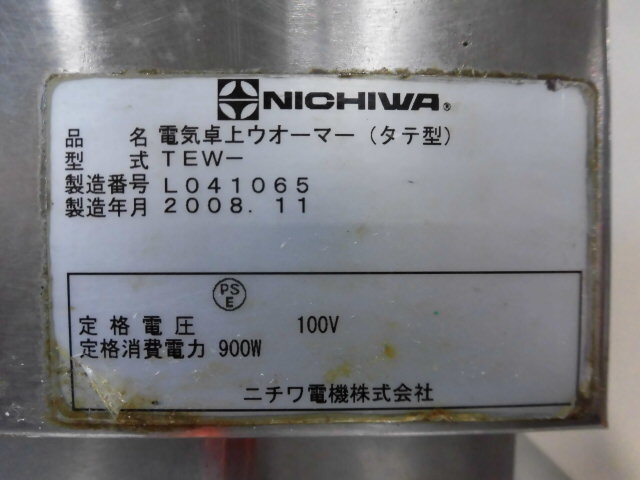 NICHIWA®
品 名 電気卓上ウオーマー（タテ型）
型 式 TEW－
製造番号 L041065
製造年月 2008.11
PS
E
定格電圧 100V
定格消費電力 900W
ニチワ電機株式会社